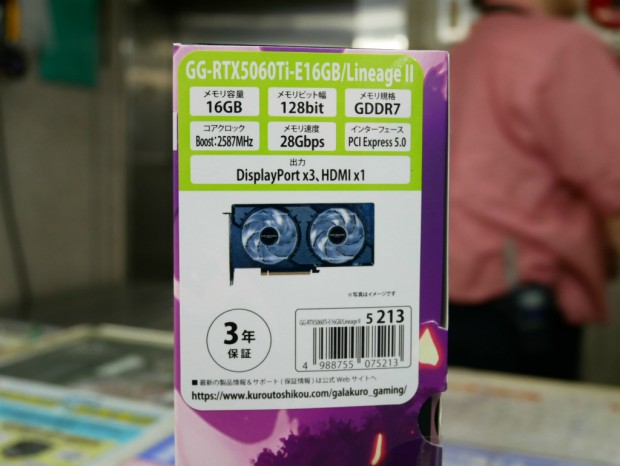 GG-RTX5060Ti-E16GB/Lineage II
メモリ容量 メモリビット幅 メモリ規格
16GB 128bit GDDR7
コアクロック メモリ速度 インターフェース
Boost:2587MHz 28Gbps PCI Express 5.0
出力
DisplayPort x3、HDMI x1
※写真はイメージです
3年
保証
GG-RTX5060Ti-E16GB/Lineage II 5 213
4 988755 075213
■ 最新の製品情報&サポート(保証情報)は公式Webサイトへ
https://www.kuroutoshikou.com/galakuro_gaming/